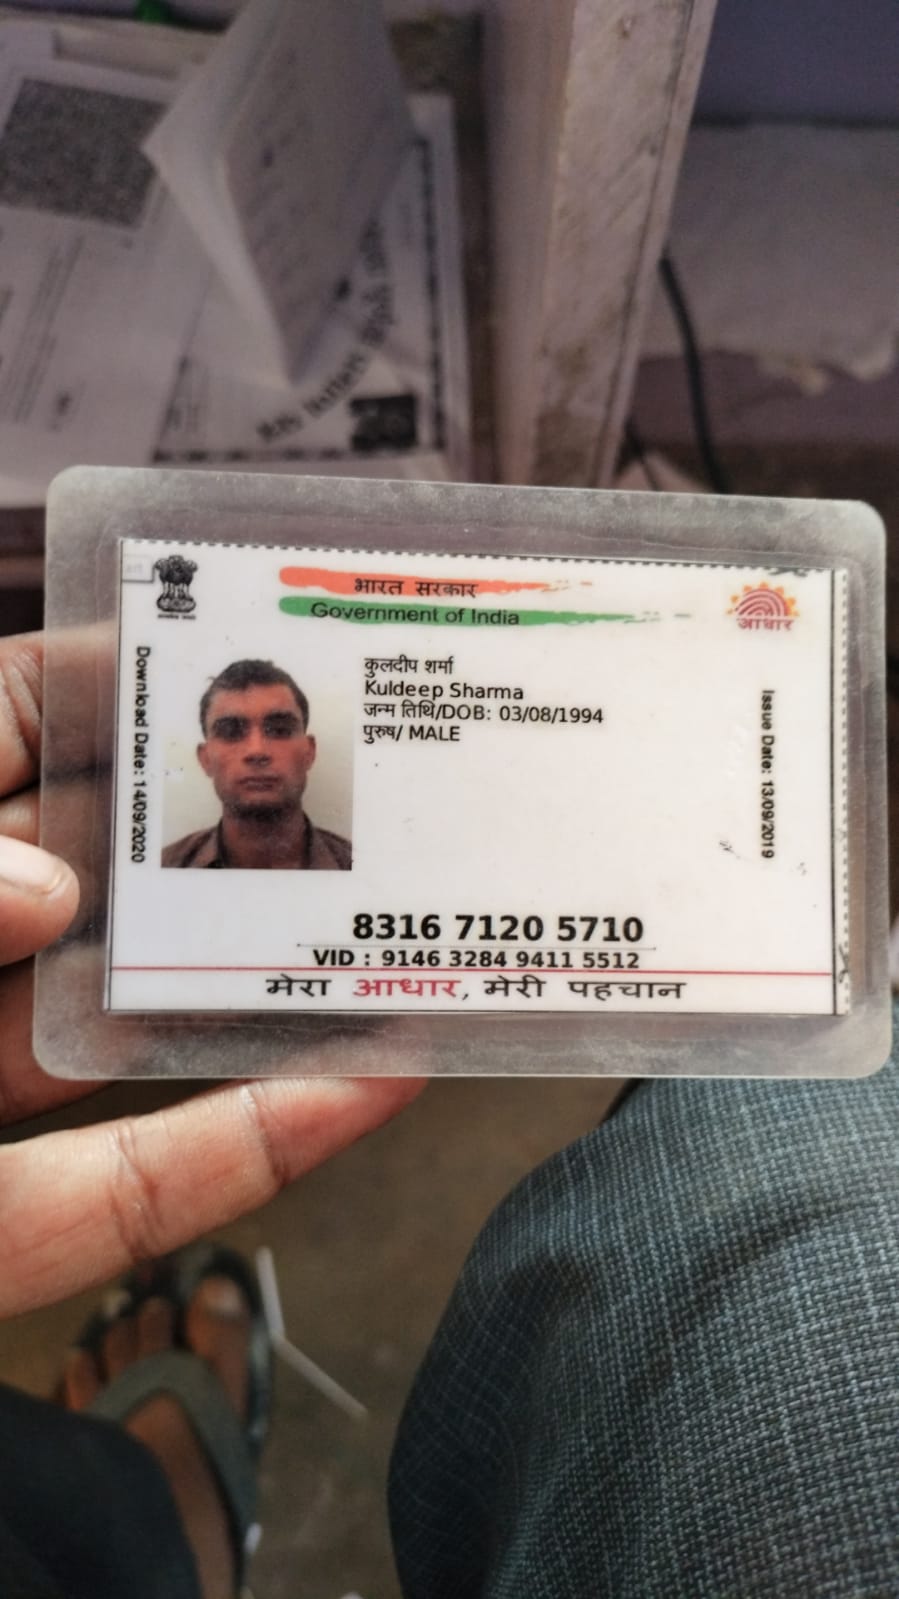 भारत सरकार
Government of India
आधार
कुलदीप शर्मा
Kuldeep Sharma
जन्म तिथि/DOB: 03/08/1994
पुरुष/ MALE
Download Date: 14/09/2020
Issue Date: 13/09/2019
8316 7120 5710
VID : 9146 3284 9411 5512
मेरा आधार, मेरी पहचान